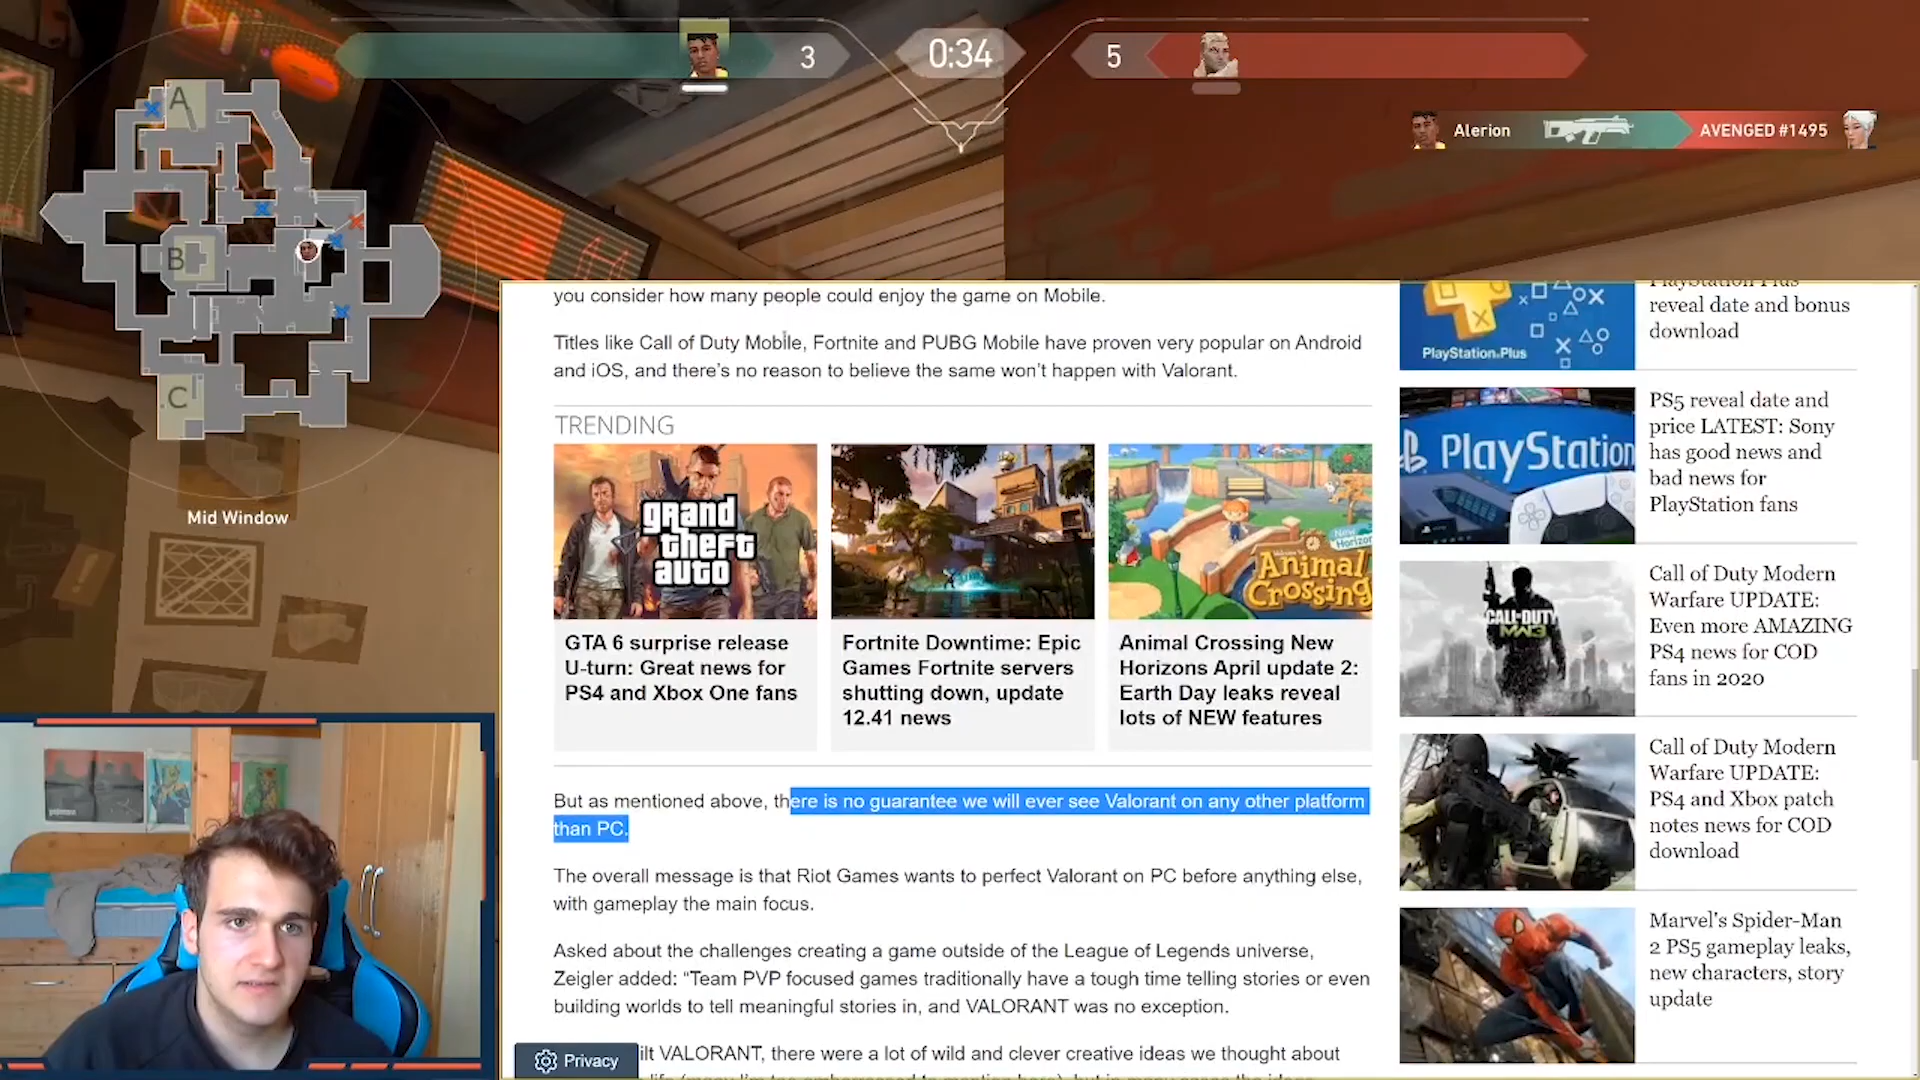 3
0:34
5
Alerion
AVENGED #1495
A
B
C
Mid Window
you consider how many people could enjoy the game on Mobile.
Titles like Call of Duty Mobile, Fortnite and PUBG Mobile have proven very popular on Android
and iOS, and there's no reason to believe the same won't happen with Valorant.
TRENDING
grand
theft
auto
Animal
Crossing
GTA 6 surprise release
U-turn: Great news for
PS4 and Xbox One fans
Fortnite Downtime: Epic
Games Fortnite servers
shutting down, update
12.41 news
Animal Crossing New
Horizons April update 2:
Earth Day leaks reveal
lots of NEW features
But as mentioned above, there is no guarantee we will ever see Valorant on any other platform
than PC.
The overall message is that Riot Games wants to perfect Valorant on PC before anything else,
with gameplay the main focus.
Asked about the challenges creating a game outside of the League of Legends universe,
Zeigler added: “Team PVP focused games traditionally have a tough time telling stories or even
building worlds to tell meaningful stories in, and VALORANT was no exception.
Privacy
ilt VALORANT, there were a lot of wild and clever creative ideas we thought about
PlayStation Plus
reveal date and bonus
download
PlayStation.Plus
PlayStation
PS5 reveal date and
price LATEST: Sony
has good news and
bad news for
PlayStation fans
CALL·DUTY
MW3
Call of Duty Modern
Warfare UPDATE:
Even more AMAZING
PS4 news for COD
fans in 2020
Call of Duty Modern
Warfare UPDATE:
PS4 and Xbox patch
notes news for COD
download
Marvel's Spider-Man
2 PS5 gameplay leaks,
new characters, story
update